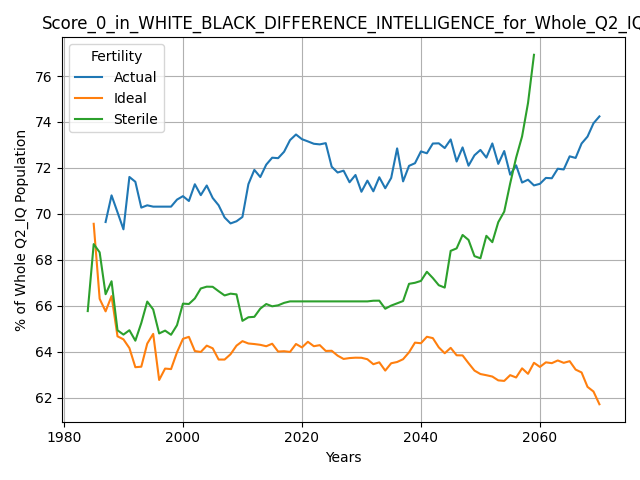 Score_0_in_WHITE_BLACK_DIFFERENCE_INTELLIGENCE_for_Whole_Q2_IQ
Fertility
Actual
Ideal
Sterile
% of Whole Q2_IQ Population
76
74
72
70
68
66
64
62
1980
2000
2020
2040
2060
Years